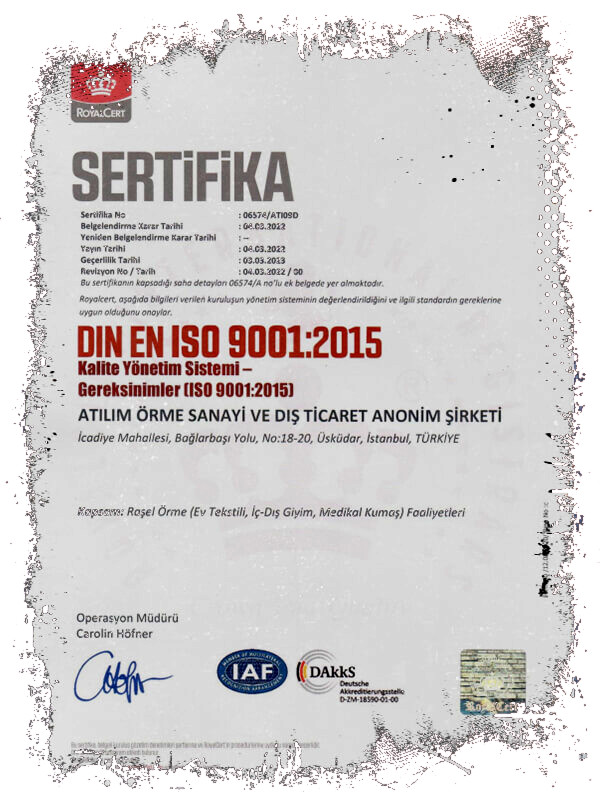 ROYALCERT
SERTİFİKA
Sertifika No : 06574/ATI09D
Belgelendirme Karar Tarihi : 04.03.2022
Yeniden Belgelendirme Karar Tarihi : --
Yayın Tarihi : 04.03.2022
Geçerlilik Tarihi : 03.03.2023
Revizyon No / Tarih : 04.03.2022 / 00
Bu sertifikanın kapsadığı saha detayları 06574/A no'lu ek belgede yer almaktadır.
Royalcert, aşağıda bilgileri verilen kuruluşun yönetim sisteminin değerlendirildiğini ve ilgili standardın gereklerine
uygun olduğunu onaylar.
DIN EN ISO 9001:2015
Kalite Yönetim Sistemi –
Gereksinimler (ISO 9001:2015)
ATILIM ÖRME SANAYİ VE DIŞ TİCARET ANONİM ŞİRKETİ
İcadiye Mahallesi, Bağlarbaşı Yolu, No:18-20, Üsküdar, İstanbul, TÜRKİYE
Kapsam: Raşel Örme (Ev Tekstili, İç-Dış Giyim, Medikal Kumaş) Faaliyetleri
Operasyon Müdürü
Carolin Höfner
MEMBER OF MULTILATERAL
IAF
RECOGNITION ARRANGEMENT
DAkkS
Deutsche
Akkreditierungsstelle
D-ZM-18590-01-00
RoyalCert